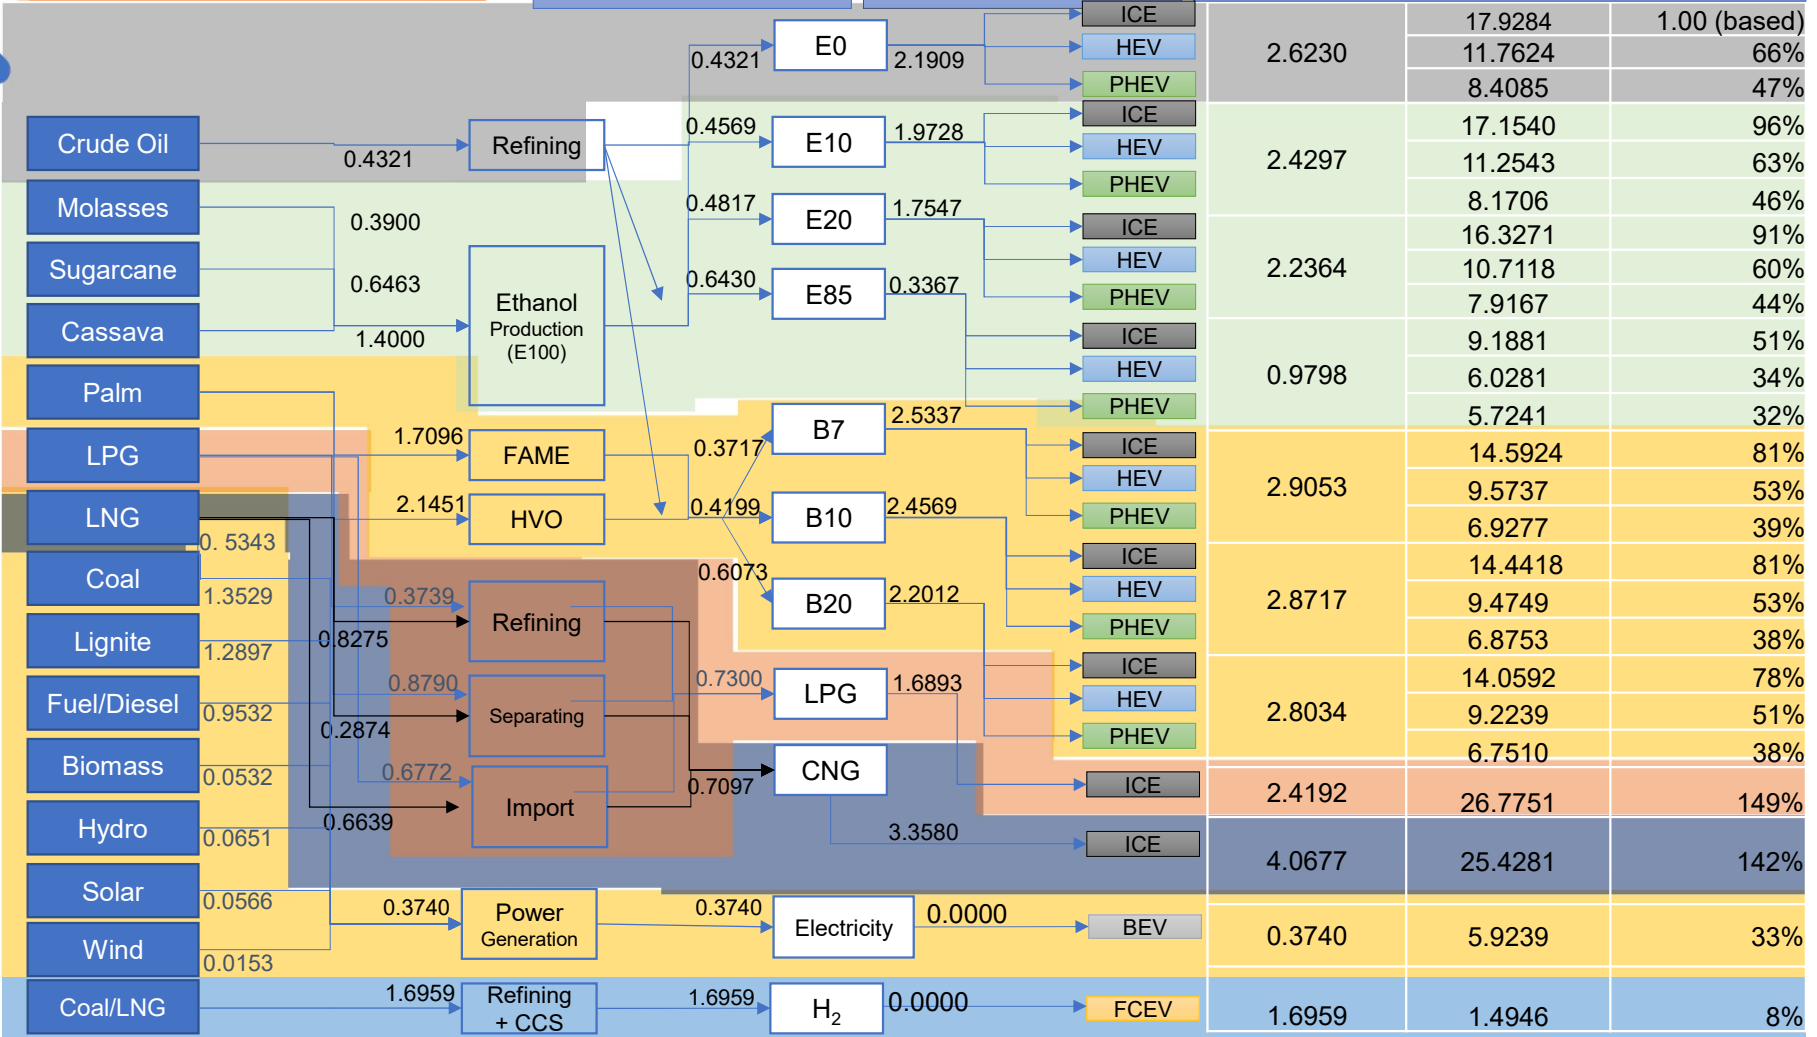 Crude Oil
Molasses
Sugarcane
Cassava
Palm
LPG
LNG
Coal
Lignite
Fuel/Diesel
Biomass
Hydro
Solar
Wind
Coal/LNG
0.4321
0.3900
0.6463
1.4000
1.7096
2.1451
0. 5343
1.3529
1.2897
0.9532
0.0532
0.0651
0.0566
0.0153
0.3739
0.8275
0.8790
0.2874
0.6772
0.6639
0.3740
1.6959
Refining
Ethanol
Production
(E100)
FAME
HVO
Refining
Separating
Import
Power
Generation
Refining
+ CCS
0.4321
0.4569
0.4817
0.6430
0.3717
0.4199
0.6073
0.7300
0.7097
0.3740
1.6959
E0
E10
E20
E85
B7
B10
B20
LPG
CNG
Electricity
H2
2.1909
1.9728
1.7547
0.3367
2.5337
2.4569
2.2012
1.6893
3.3580
0.0000
0.0000
ICE
HEV
PHEV
ICE
HEV
PHEV
ICE
HEV
PHEV
ICE
HEV
PHEV
ICE
HEV
PHEV
ICE
HEV
PHEV
ICE
HEV
PHEV
ICE
ICE
BEV
FCEV
2.6230
2.4297
2.2364
0.9798
2.9053
2.8717
2.8034
2.4192
4.0677
0.3740
1.6959
17.9284 1.00 (based)
11.7624 66%
8.4085 47%
17.1540 96%
11.2543 63%
8.1706 46%
16.3271 91%
10.7118 60%
7.9167 44%
9.1881 51%
6.0281 34%
5.7241 32%
14.5924 81%
9.5737 53%
6.9277 39%
14.4418 81%
9.4749 53%
6.8753 38%
14.0592 78%
9.2239 51%
6.7510 38%
26.7751 149%
25.4281 142%
5.9239 33%
1.4946 8%